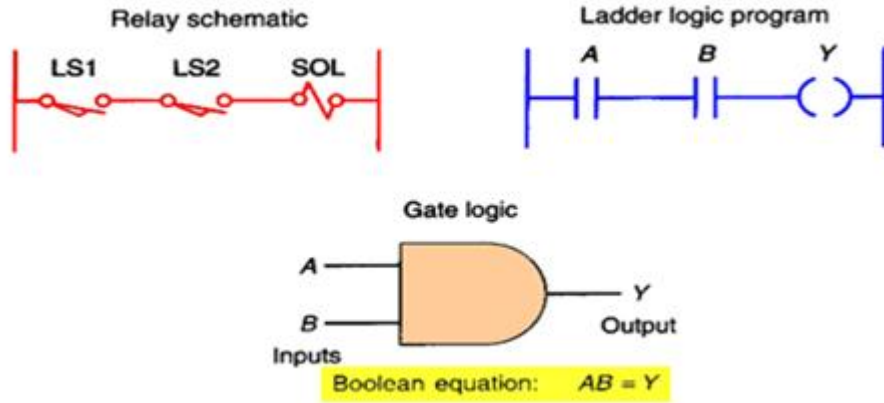 Relay schematic
LS1 LS2 SOL
Ladder logic program
A B Y
Gate logic
A
B
Inputs
Y
Output
Boolean equation: AB = Y